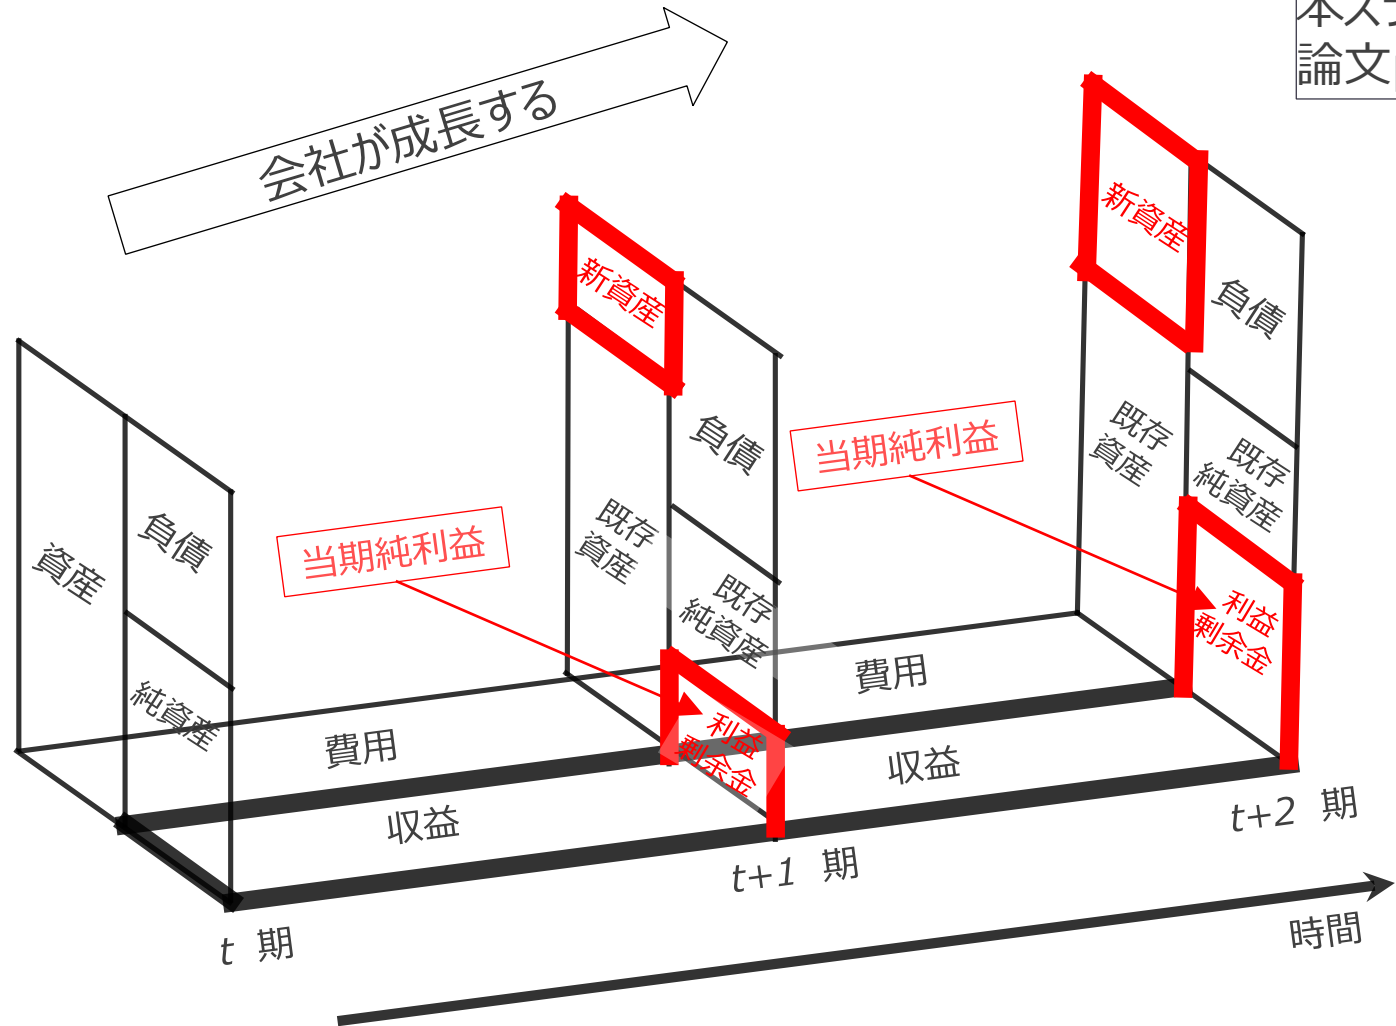 本ス
論文
会社が成長する
新資産
新資産
負債
負債
既存
資産
既存
純資産
当期純利益
当期純利益
資産
負債
純資産
既存
資産
既存
純資産
利益
剰余金
利益
剰余金
費用
費用
収益
収益
t 期
t+1 期
t+2 期
時間